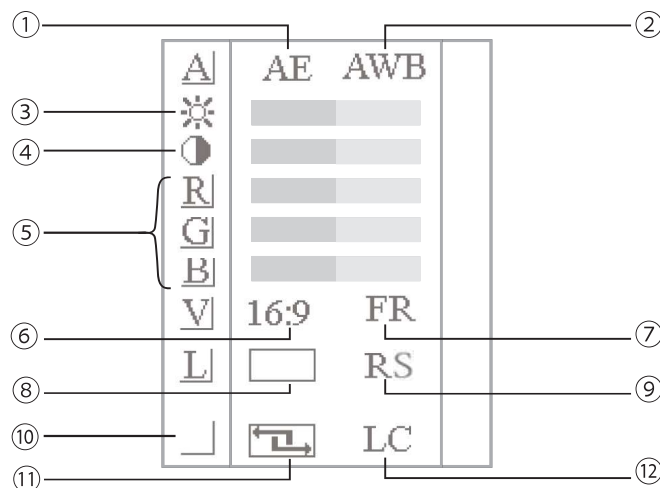 ① ②
A AE AWB
③
④
R
⑤ G
B
V 16:9 FR
⑥ ⑦
L RS
⑧ ⑨
⑩ LC
⑪ ⑫